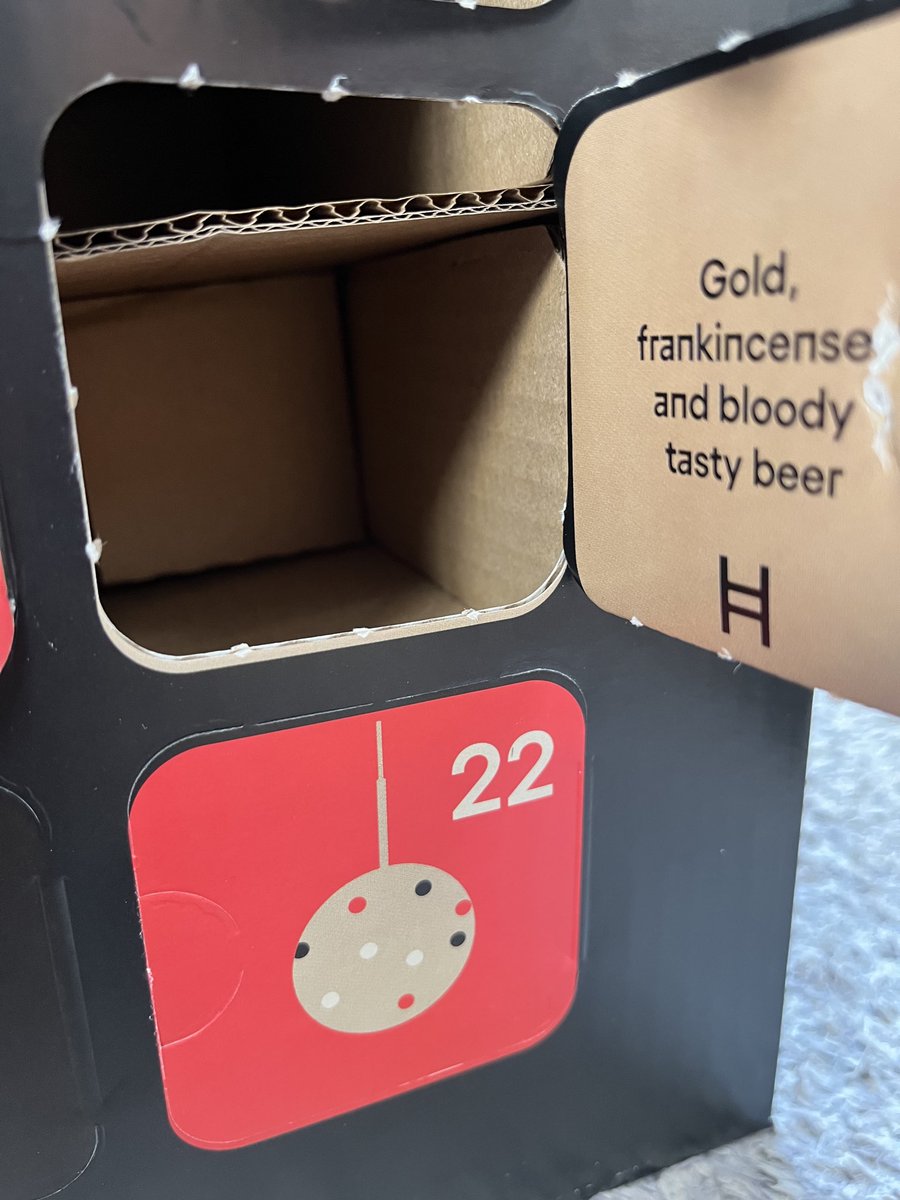 Gold,
frankincense
and bloody
tasty beer
22